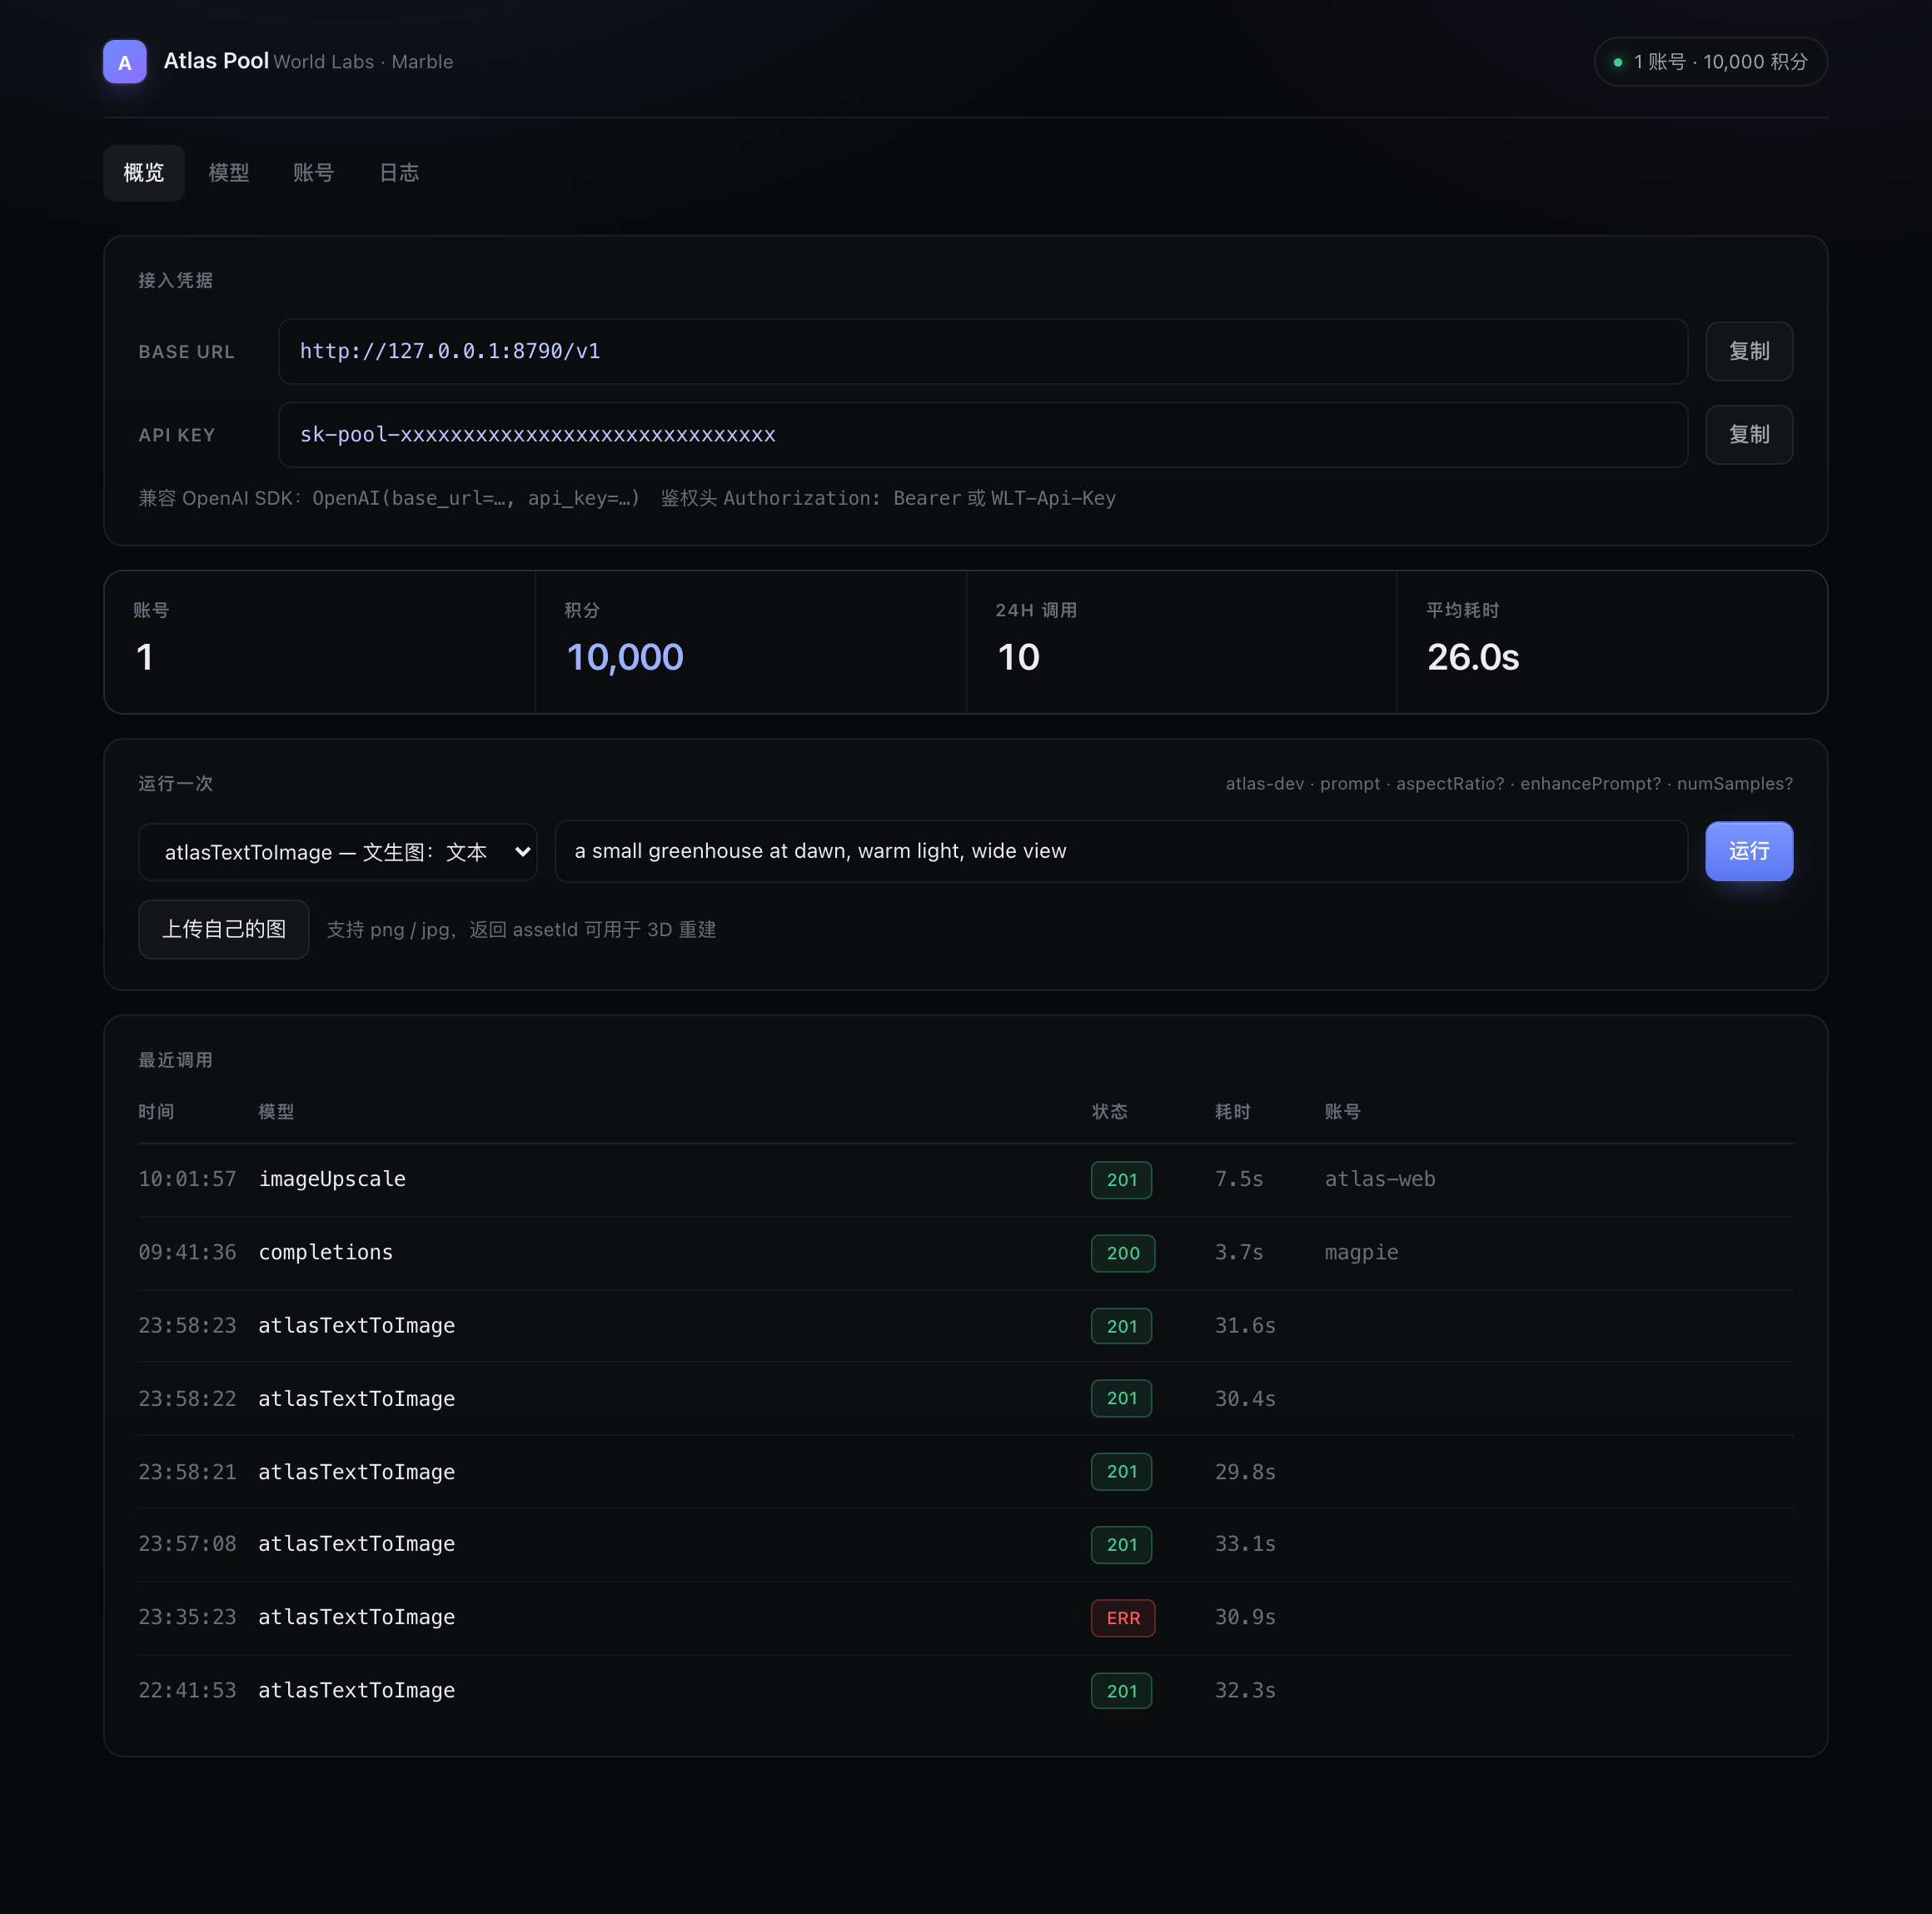 A
Atlas Pool World Labs · Marble
1 账号 · 10,000 积分
概览 模型 账号 日志
接入凭据
BASE URL http://127.0.0.1:8790/v1 复制
API KEY sk-pool-xxxxxxxxxxxxxxxxxxxxxxxxxxxxxx 复制
兼容 OpenAI SDK：OpenAI(base_url=…, api_key=…) 鉴权头 Authorization: Bearer 或 WLT-Api-Key
账号 积分 24H 调用 平均耗时
1 10,000 10 26.0s
运行一次 atlas-dev · prompt · aspectRatio? · enhancePrompt? · numSamples?
atlasTextToImage — 文生图：文本 a small greenhouse at dawn, warm light, wide view 运行
上传自己的图 支持 png / jpg，返回 assetId 可用于 3D 重建
最近调用
时间 模型 状态 耗时 账号
10:01:57 imageUpscale 201 7.5s atlas-web
09:41:36 completions 200 3.7s magpie
23:58:23 atlasTextToImage 201 31.6s
23:58:22 atlasTextToImage 201 30.4s
23:58:21 atlasTextToImage 201 29.8s
23:57:08 atlasTextToImage 201 33.1s
23:35:23 atlasTextToImage ERR 30.9s
22:41:53 atlasTextToImage 201 32.3s